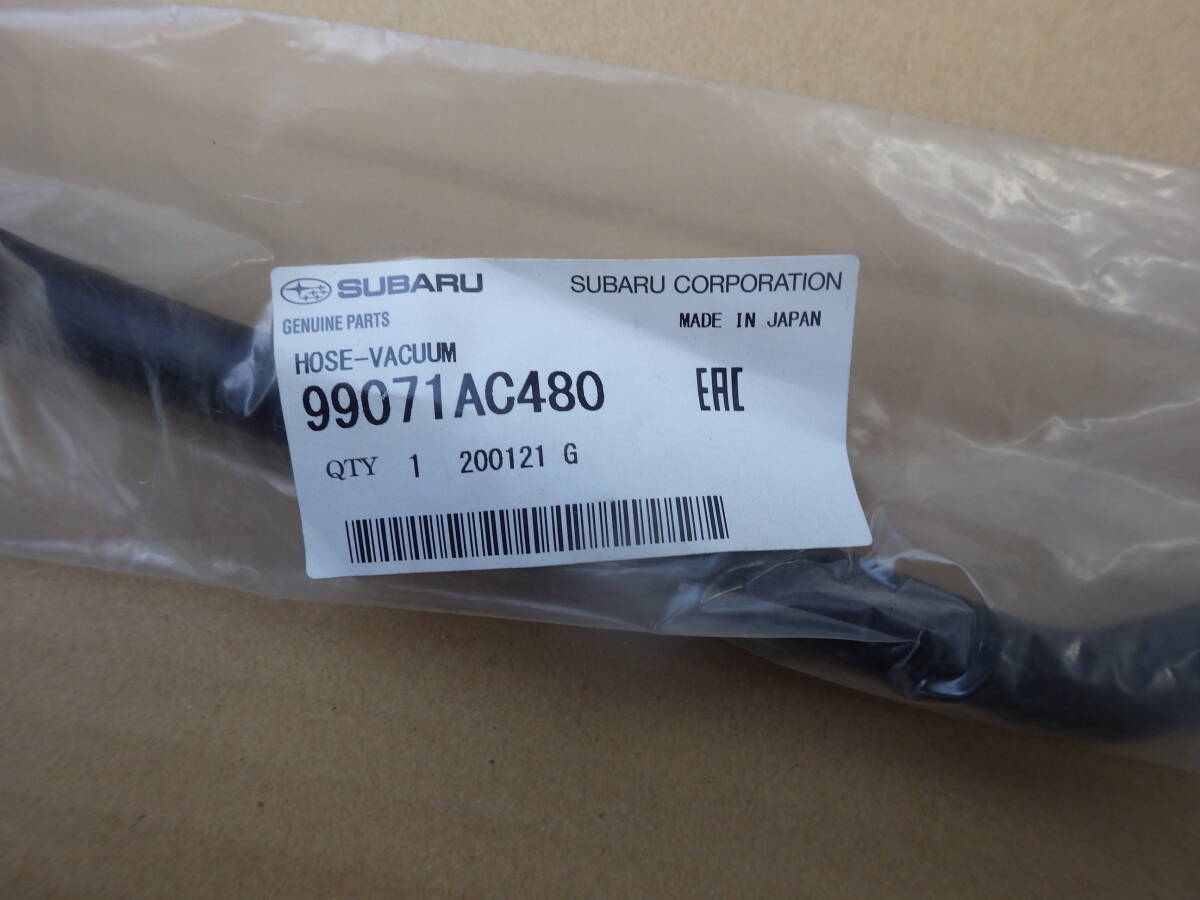 SUBARU SUBARU CORPORATION
GENUINE PARTS MADE IN JAPAN
HOSE-VACUUM
99071AC480 EAC
QTY 1 200121 G